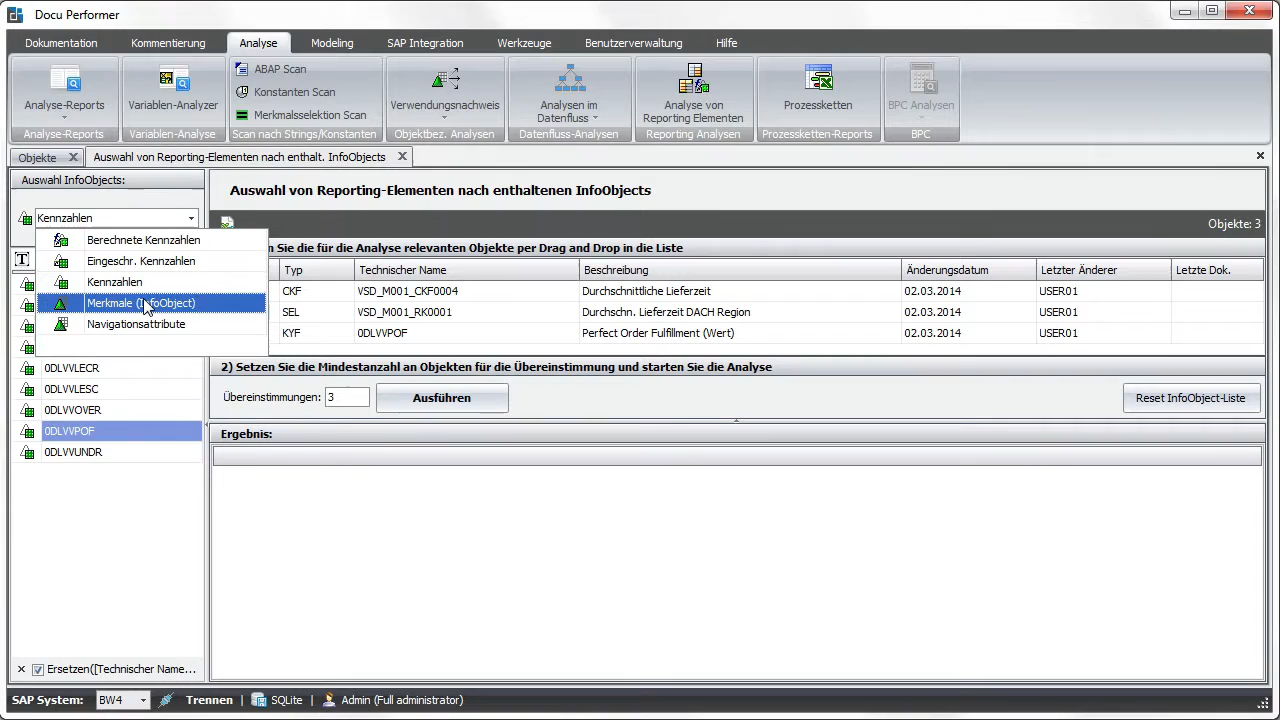 Docu Performer
Dokumentation Kommentierung Analyse Modeling SAP Integration Werkzeuge Benutzerverwaltung Hilfe
Analyse-Reports
Variablen-Analyzer
ABAP Scan
Konstanten Scan
Merkmalsselektion Scan
Verwendungsnachweis
Analysen im
Datenfluss
Analyse von
Reporting Elementen
Prozessketten
BPC Analysen
Analyse-Reports Variablen-Analyse Scan nach Strings/Konstanten Objektbez. Analysen Datenfluss-Analysen Reporting Analysen Prozessketten-Reports BPC
Objekte Auswahl von Reporting-Elementen nach enthalt. InfoObjects
Auswahl InfoObjects:
Kennzahlen
Berechnete Kennzahlen
Eingeschr. Kennzahlen
Kennzahlen
Merkmale (InfoObject)
Navigationsattribute
T
0DLVVLECR
0DLVVLESC
0DLVVOVER
0DLVVPOF
0DLVVUNDR
Ersetzen([Technischer Name...
Auswahl von Reporting-Elementen nach enthaltenen InfoObjects
Objekte: 3
Sie die für die Analyse relevanten Objekte per Drag and Drop in die Liste
Typ Technischer Name Beschreibung Änderungsdatum Letzter Änderer Letzte Dok.
CKF VSD_M001_CKF0004 Durchschnittliche Lieferzeit 02.03.2014 USER01
SEL VSD_M001_RK0001 Durchschn. Lieferzeit DACH Region 02.03.2014 USER01
KYF 0DLVVPOF Perfect Order Fulfillment (Wert) 02.03.2014 USER01
2) Setzen Sie die Mindestanzahl an Objekten für die Übereinstimmung und starten Sie die Analyse
Übereinstimmungen: 3 Ausführen Reset InfoObject-Liste
Ergebnis:
SAP System: BW4 Trennen | SQLite | Admin (Full administrator)